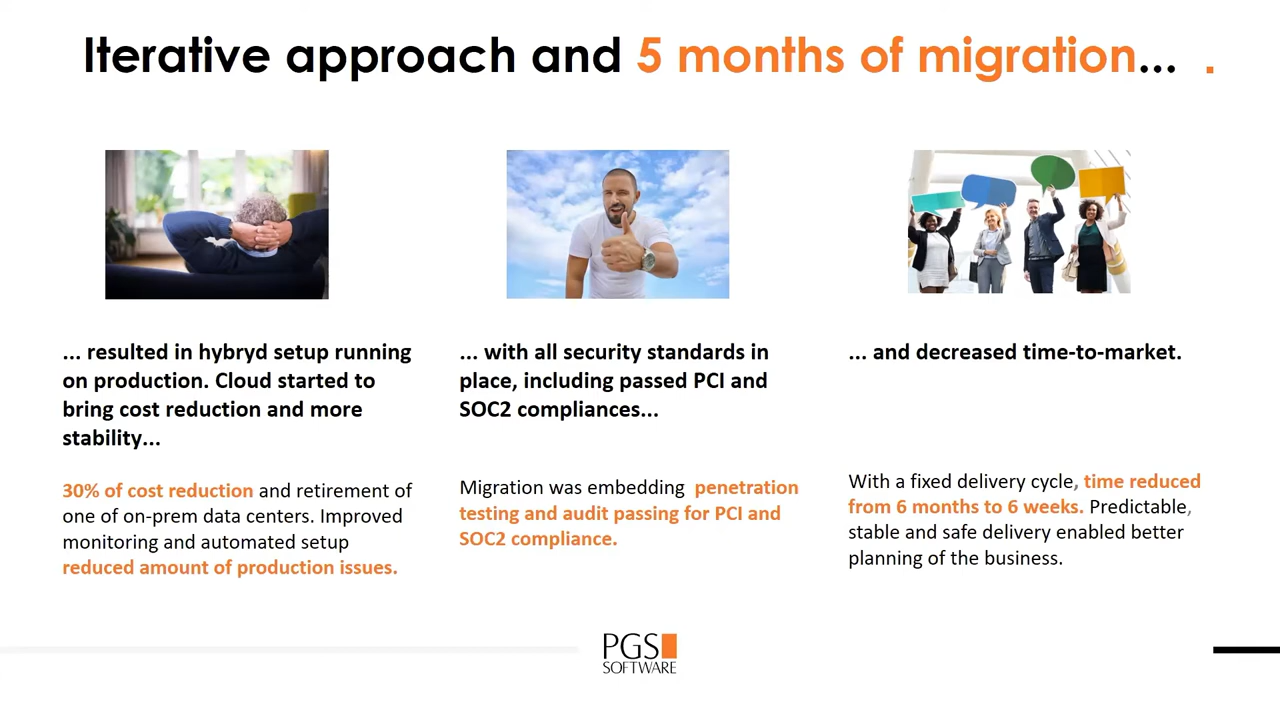 Iterative approach and 5 months of migration... .
... resulted in hybryd setup running
on production. Cloud started to
bring cost reduction and more
stability...
30% of cost reduction and retirement of
one of on-prem data centers. Improved
monitoring and automated setup
reduced amount of production issues.
... with all security standards in
place, including passed PCI and
SOC2 compliances...
Migration was embedding penetration
testing and audit passing for PCI and
SOC2 compliance.
... and decreased time-to-market.
With a fixed delivery cycle, time reduced
from 6 months to 6 weeks. Predictable,
stable and safe delivery enabled better
planning of the business.
PGS
SOFTWARE